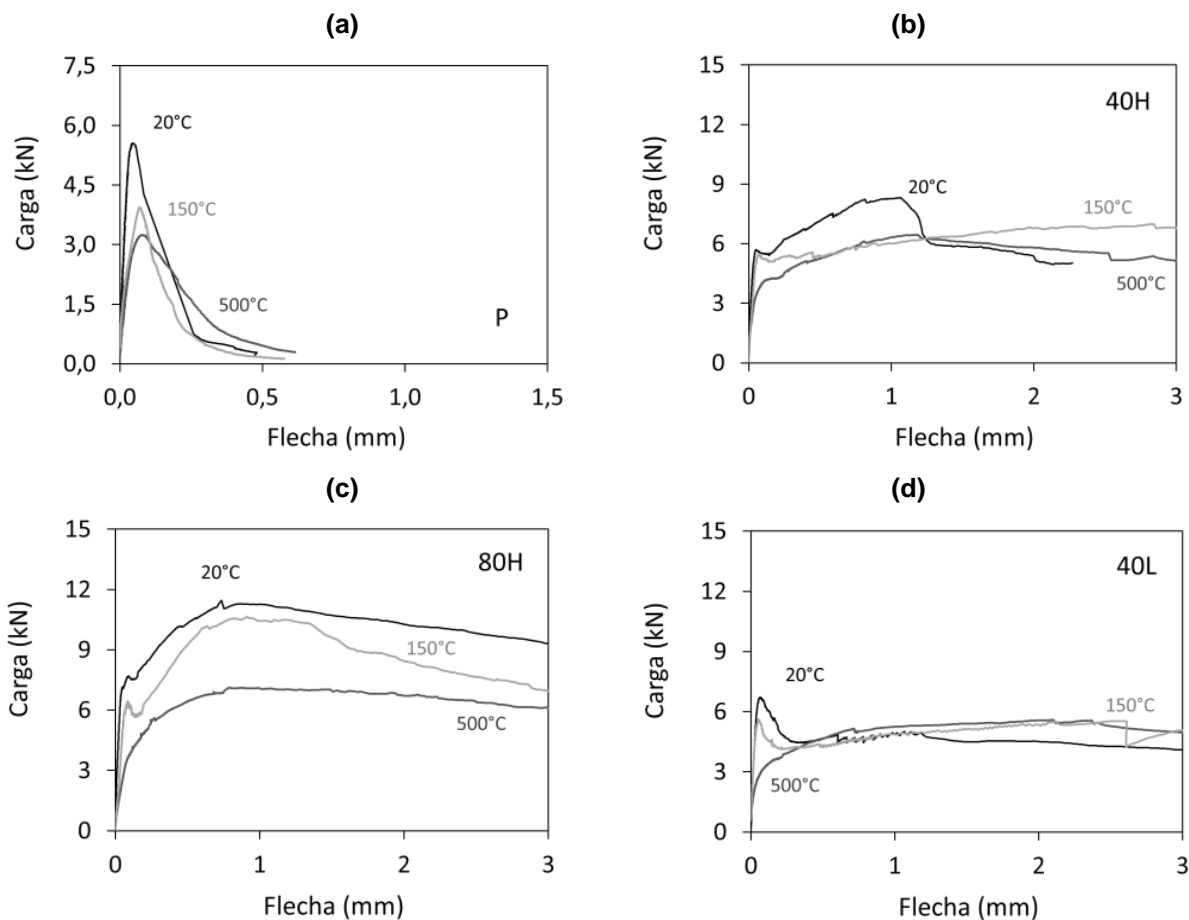 (a)
7,5
6,0
4,5
3,0
1,5
0,0
Carga (kN)
20°C
150°C
500°C
P
0,0
0,5
1,0
1,5
Flecha (mm)
(b)
15
12
9
6
3
0
Carga (kN)
40H
20°C
150°C
500°C
0
1
2
3
Flecha (mm)
(c)
15
12
9
6
3
0
Carga (kN)
80H
20°C
150°C
500°C
0
1
2
3
Flecha (mm)
(d)
15
12
9
6
3
0
Carga (kN)
40L
20°C
150°C
500°C
0
1
2
3
Flecha (mm)